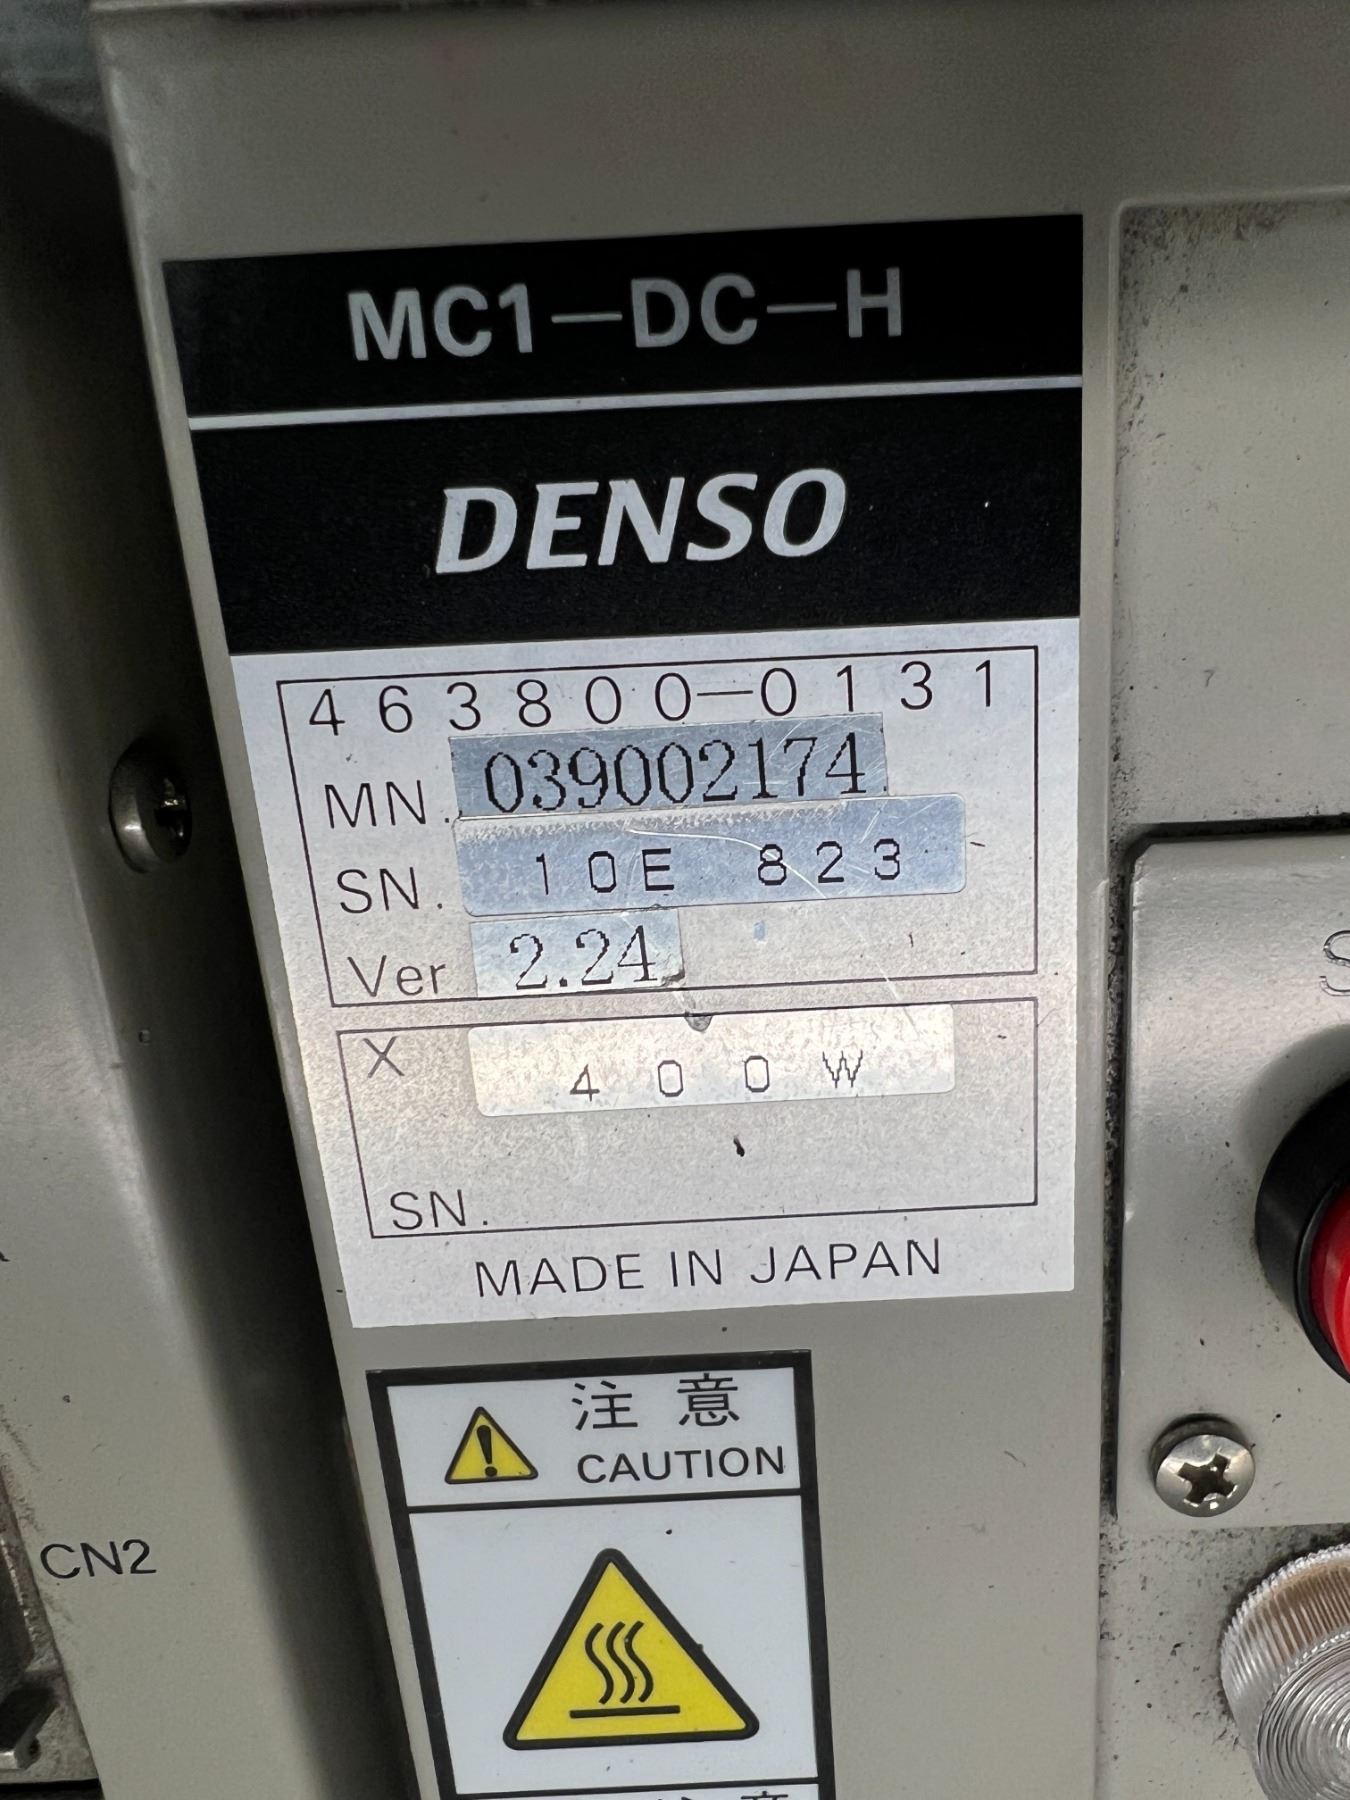 MC1-DC-H
DENSO
463800-0131
MN. 039002174
SN. 10E 823
Ver 2.24
X 400W
SN.
MADE IN JAPAN
注意
CAUTION
CN2
S